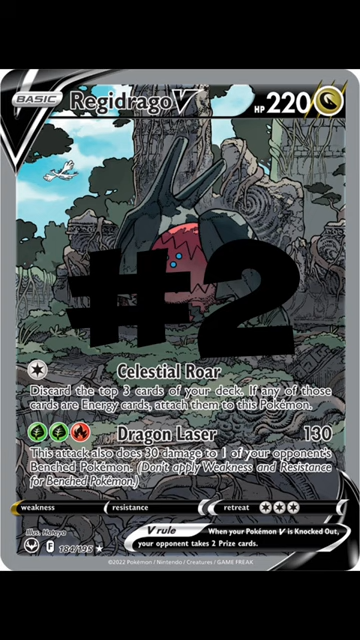 BASIC Regidrago V HP 220
#2
Celestial Roar
Discard the top 3 cards of your deck. If any of those
cards are Energy cards, attach them to this Pokémon.
Dragon Laser 130
This attack also does 30 damage to 1 of your opponent's
Benched Pokémon. (Don't apply Weakness and Resistance
for Benched Pokémon.)
weakness resistance retreat
V rule When your Pokémon V is Knocked Out,
your opponent takes 2 Prize cards.
Illus. Hataya
F 184/195 ★
©2022 Pokémon / Nintendo / Creatures / GAME FREAK